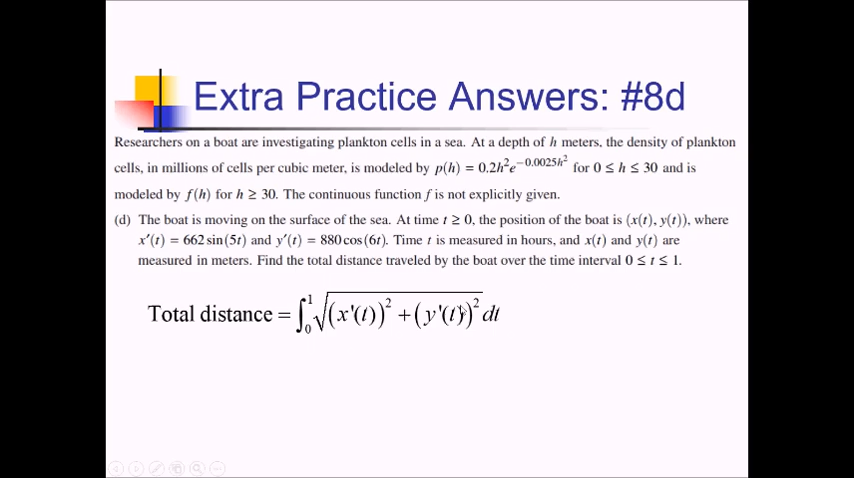 Extra Practice Answers: #8d
Researchers on a boat are investigating plankton cells in a sea. At a depth of h meters, the density of plankton
cells, in millions of cells per cubic meter, is modeled by p(h) = 0.2h²e^{−0.0025h²} for 0 ≤ h ≤ 30 and is
modeled by f(h) for h ≥ 30. The continuous function f is not explicitly given.
(d) The boat is moving on the surface of the sea. At time t ≥ 0, the position of the boat is (x(t), y(t)), where
x′(t) = 662 sin(5t) and y′(t) = 880 cos(6t). Time t is measured in hours, and x(t) and y(t) are
measured in meters. Find the total distance traveled by the boat over the time interval 0 ≤ t ≤ 1.
Total distance = ∫₀¹ √((x'(t))² + (y'(t))²) dt